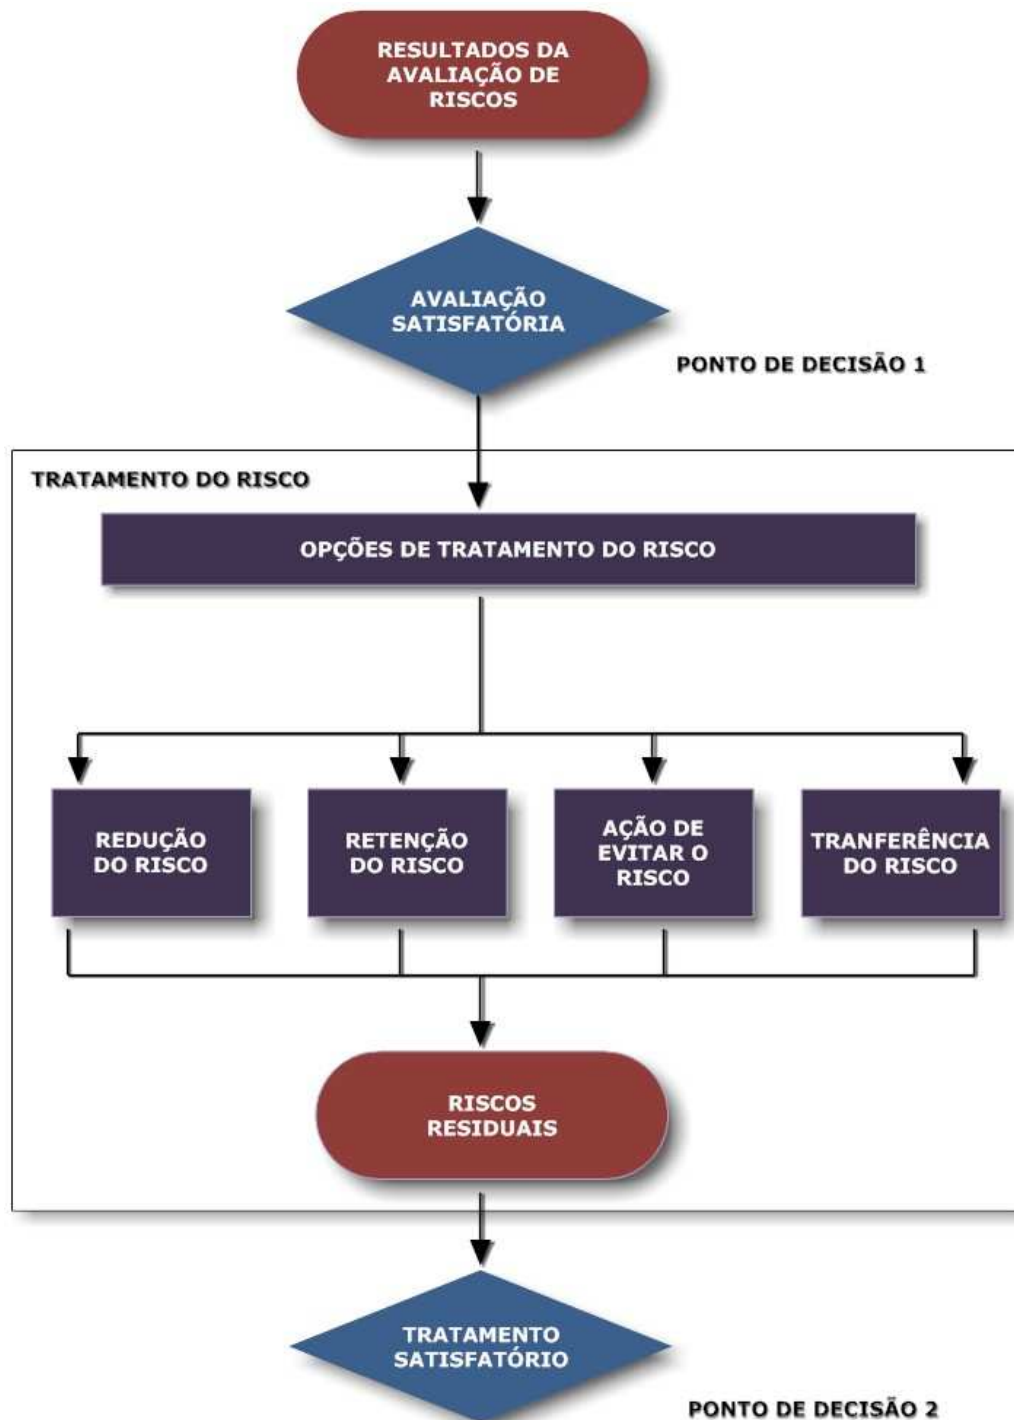 RESULTADOS DA
AVALIAÇÃO DE
RISCOS
AVALIAÇÃO
SATISFATÓRIA
PONTO DE DECISÃO 1
TRATAMENTO DO RISCO
OPÇÕES DE TRATAMENTO DO RISCO
REDUÇÃO
DO RISCO
RETENÇÃO
DO RISCO
AÇÃO DE
EVITAR O
RISCO
TRANFERÊNCIA
DO RISCO
RISCOS
RESIDUAIS
TRATAMENTO
SATISFATÓRIO
PONTO DE DECISÃO 2